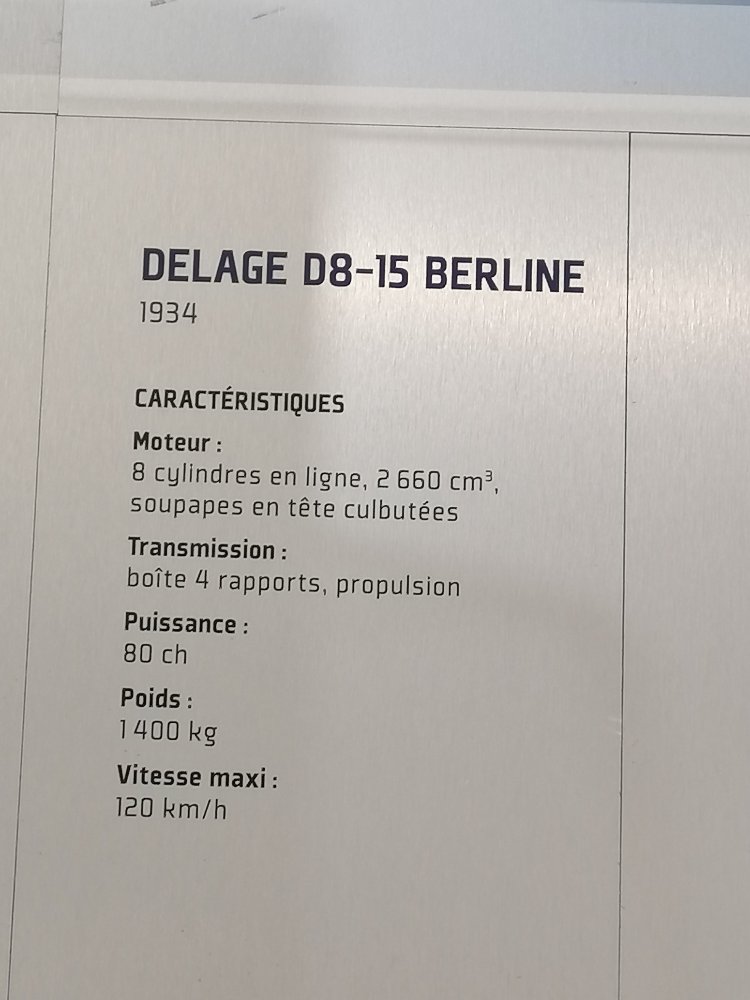 DELAGE D8-15 BERLINE
1934
CARACTÉRISTIQUES
Moteur :
8 cylindres en ligne, 2 660 cm³,
soupapes en tête culbutées
Transmission :
boîte 4 rapports, propulsion
Puissance :
80 ch
Poids :
1 400 kg
Vitesse maxi :
120 km/h